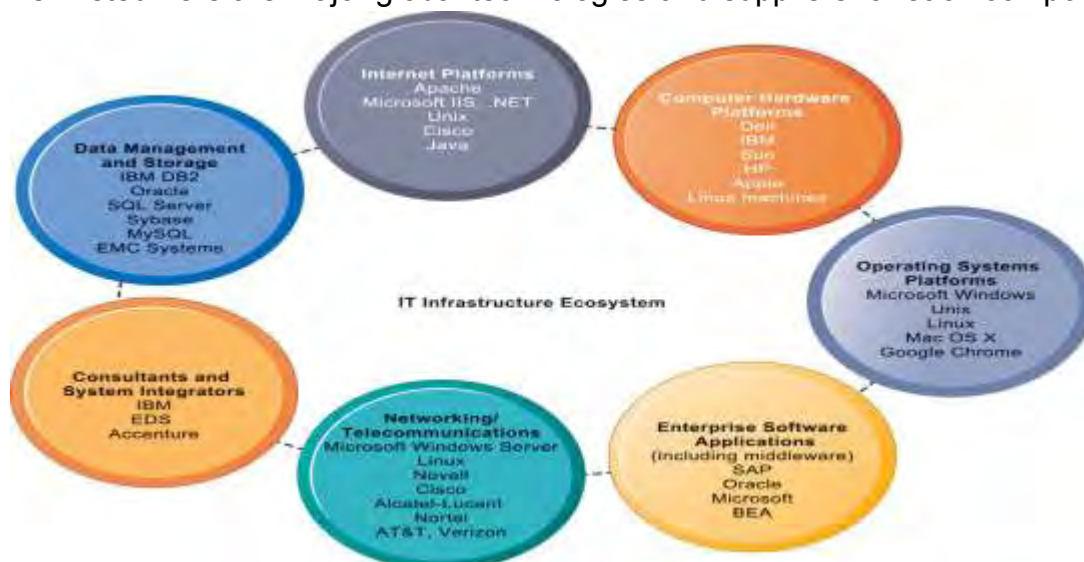 Internet Platforms
Apache
Microsoft IIS, .NET
Unix
Cisco
Java
Computer Hardware
Platforms
Dell
IBM
Sun
HP
Apple
Linux machines
Operating Systems
Platforms
Microsoft Windows
Unix
Linux
Mac OS X
Google Chrome
Enterprise Software
Applications
(including middleware)
SAP
Oracle
Microsoft
BEA
Networking/
Telecommunications
Microsoft Windows Server
Linux
Novell
Cisco
Alcatel-Lucent
Nortel
AT&T, Verizon
Consultants and
System Integrators
IBM
EDS
Accenture
Data Management
and Storage
IBM DB2
Oracle
SQL Server
Sybase
MySQL
EMC Systems
IT Infrastructure Ecosystem